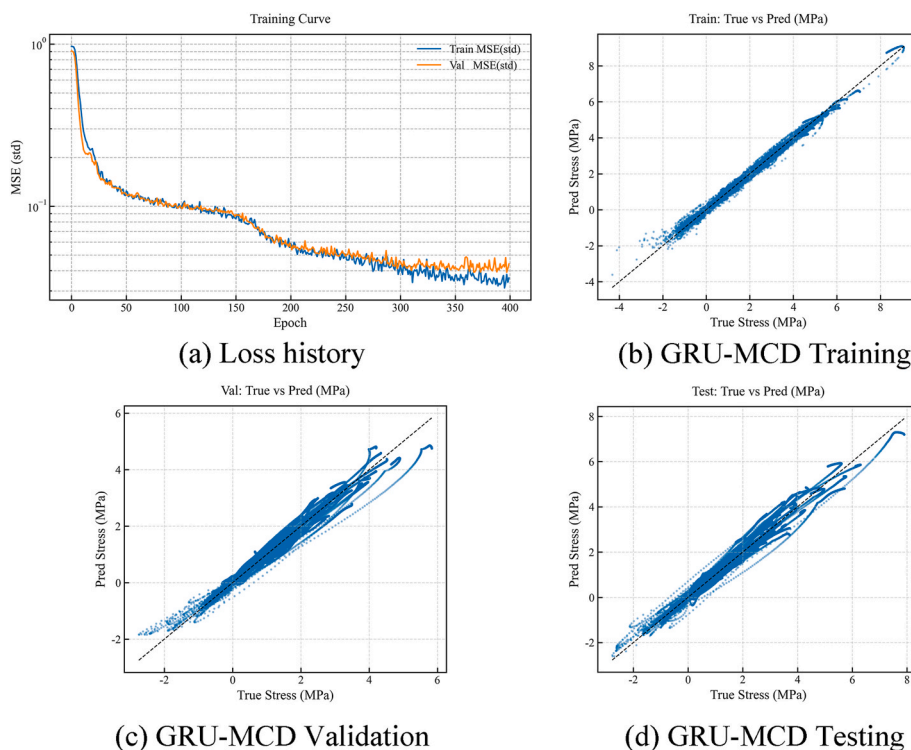 Training Curve
Train MSE(std)
Val MSE(std)
10⁰
10⁻¹
MSE (std)
0 50 100 150 200 250 300 350 400
Epoch
(a) Loss history
Train: True vs Pred (MPa)
8
6
4
2
0
-2
-4
Pred Stress (MPa)
-4 -2 0 2 4 6 8
True Stress (MPa)
(b) GRU-MCD Training
Val: True vs Pred (MPa)
6
4
2
0
-2
Pred Stress (MPa)
-2 0 2 4 6
True Stress (MPa)
(c) GRU-MCD Validation
Test: True vs Pred (MPa)
8
6
4
2
0
-2
Pred Stress (MPa)
-2 0 2 4 6 8
True Stress (MPa)
(d) GRU-MCD Testing